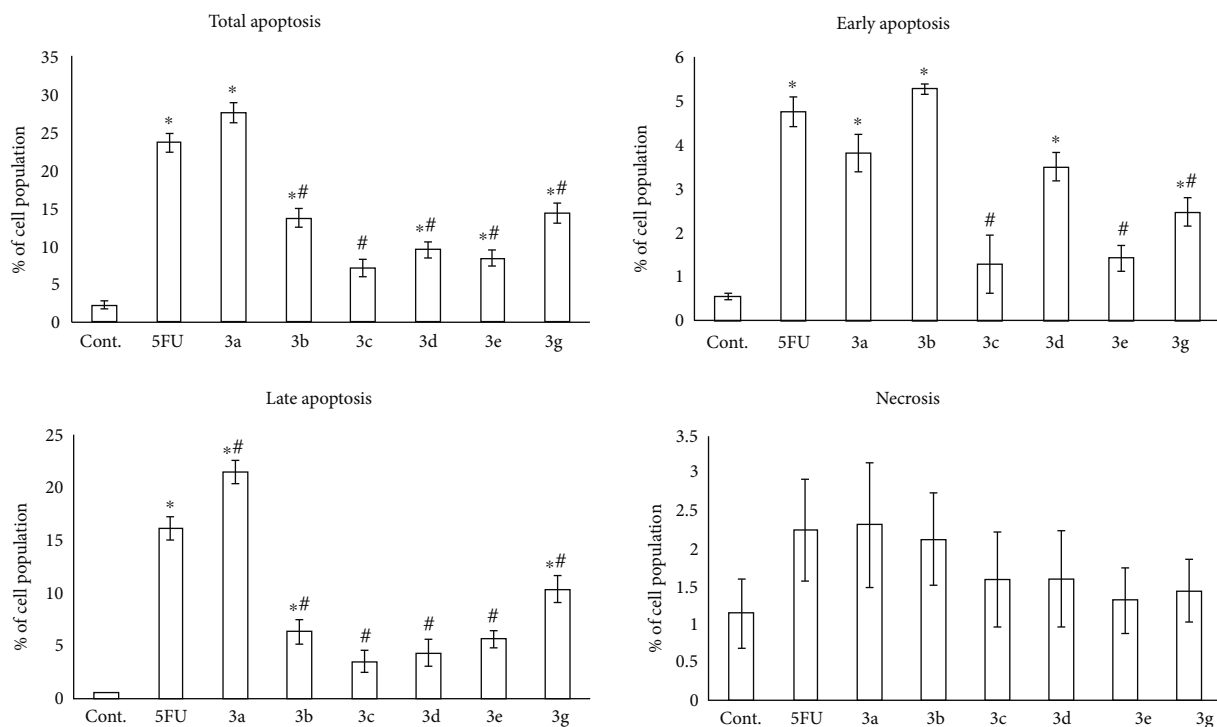 Total apoptosis
% of cell population
35
30
25
20
15
10
5
0
* * *# # *# *# *#
Cont. 5FU 3a 3b 3c 3d 3e 3g
Early apoptosis
% of cell population
6
5
4
3
2
1
0
* * * # * # *#
Cont. 5FU 3a 3b 3c 3d 3e 3g
Late apoptosis
% of cell population
25
20
15
10
5
0
* *# *# # # # *#
Cont. 5FU 3a 3b 3c 3d 3e 3g
Necrosis
% of cell population
3.5
3
2.5
2
1.5
1
0.5
0
Cont. 5FU 3a 3b 3c 3d 3e 3g